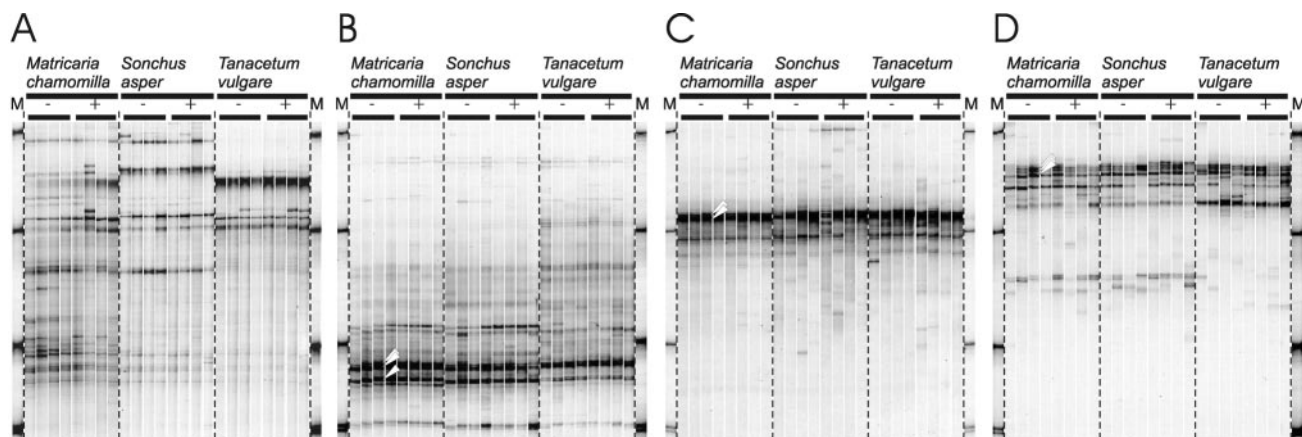 A B C D
Matricaria chamomilla Sonchus asper Tanacetum vulgare
M - + - + - + M
Matricaria chamomilla Sonchus asper Tanacetum vulgare
- + - + - + M
Matricaria chamomilla Sonchus asper Tanacetum vulgare
- + - + - + M
Matricaria chamomilla Sonchus asper Tanacetum vulgare
- + - + - + M